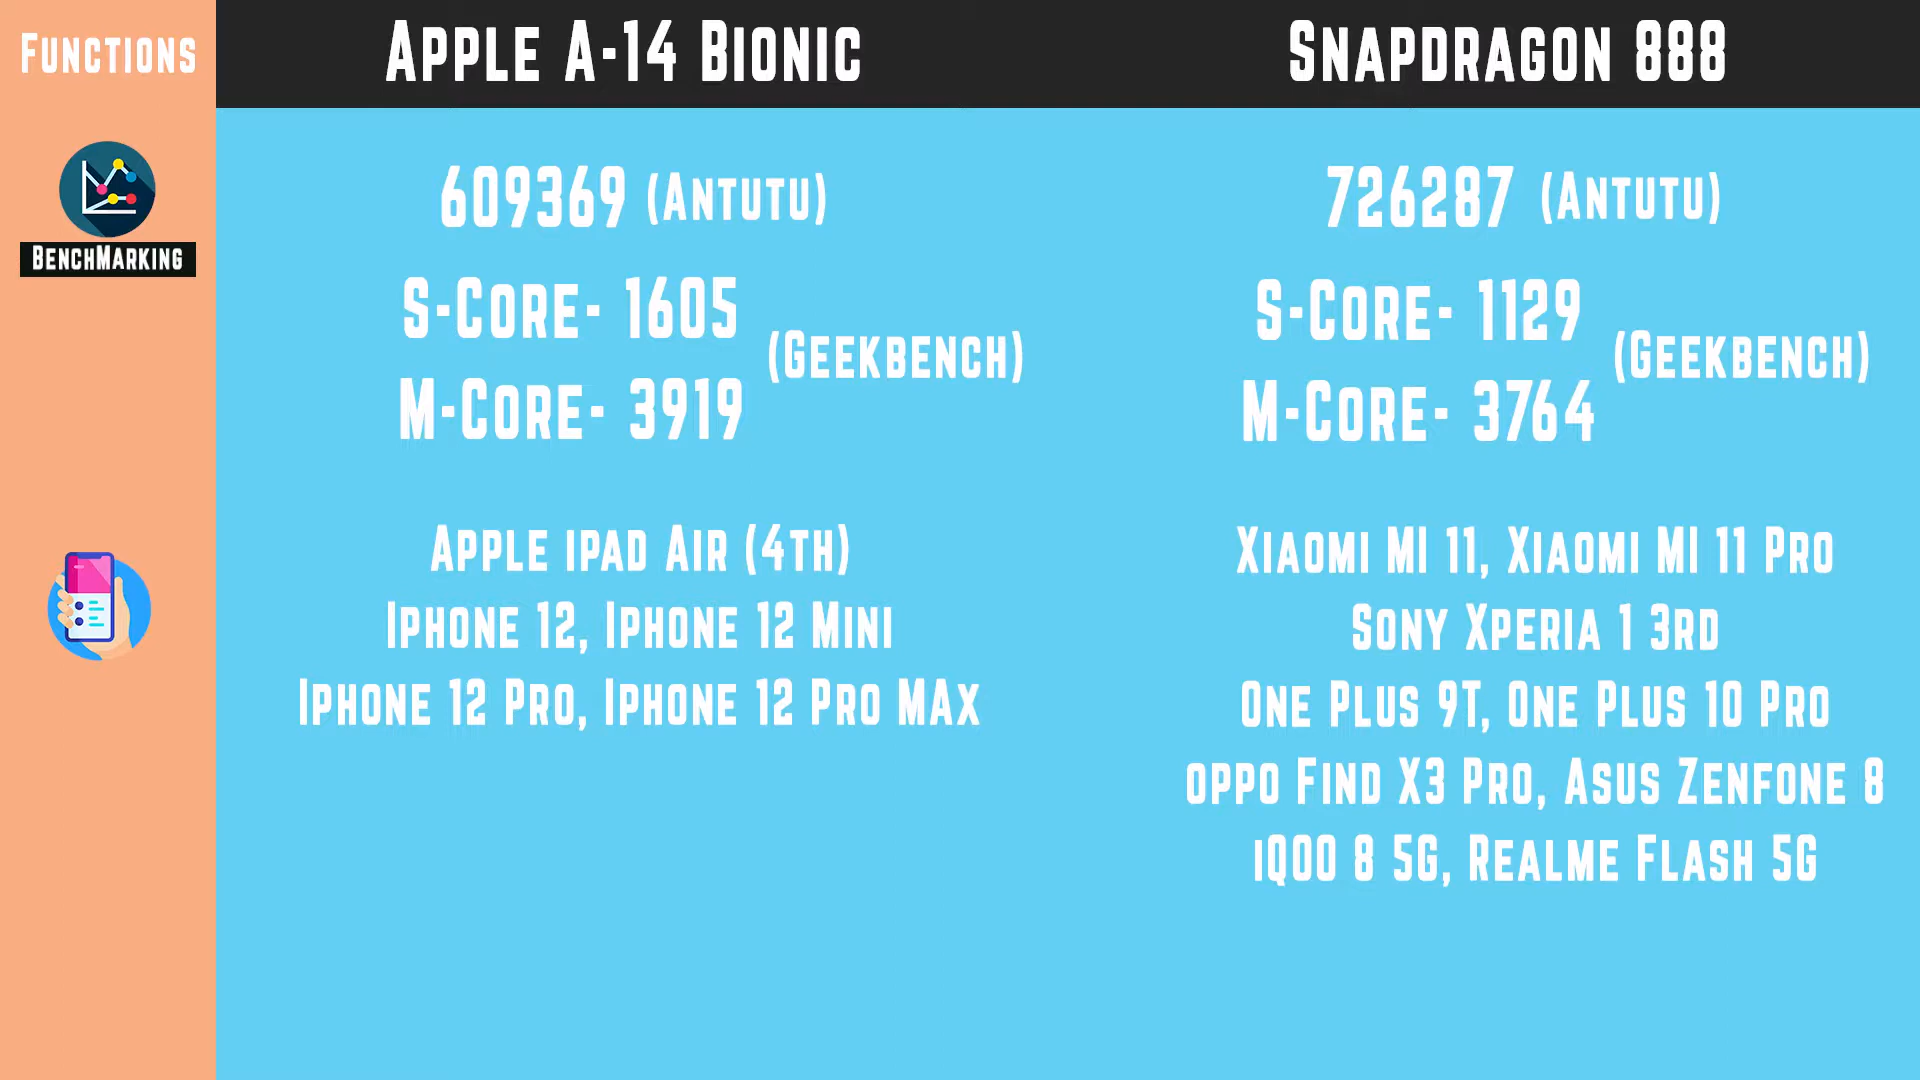 Functions
Apple A-14 Bionic
Snapdragon 888
BenchMarking
609369 (Antutu)
S-Core- 1605
M-Core- 3919
(Geekbench)
726287 (Antutu)
S-Core- 1129
M-Core- 3764
(Geekbench)
Apple ipad Air (4th)
Iphone 12, Iphone 12 Mini
Iphone 12 Pro, Iphone 12 Pro MAx
Xiaomi MI 11, Xiaomi MI 11 Pro
Sony Xperia 1 3rd
One Plus 9T, One Plus 10 Pro
oppo Find X3 Pro, Asus Zenfone 8
iQOO 8 5G, Realme Flash 5G